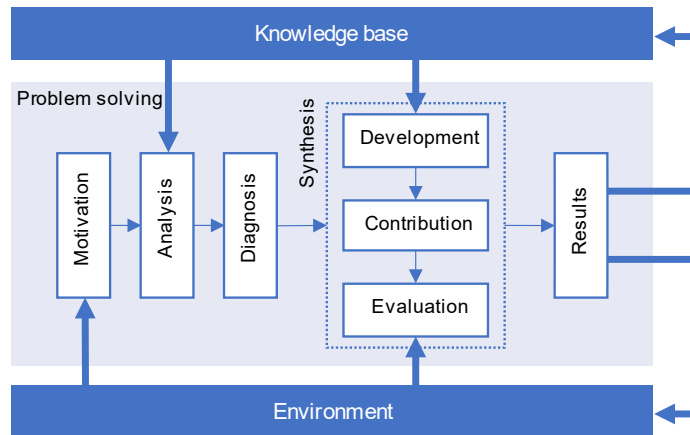 Knowledge base
Problem solving
Motivation
Analysis
Diagnosis
Synthesis
Development
Contribution
Evaluation
Results
Environment